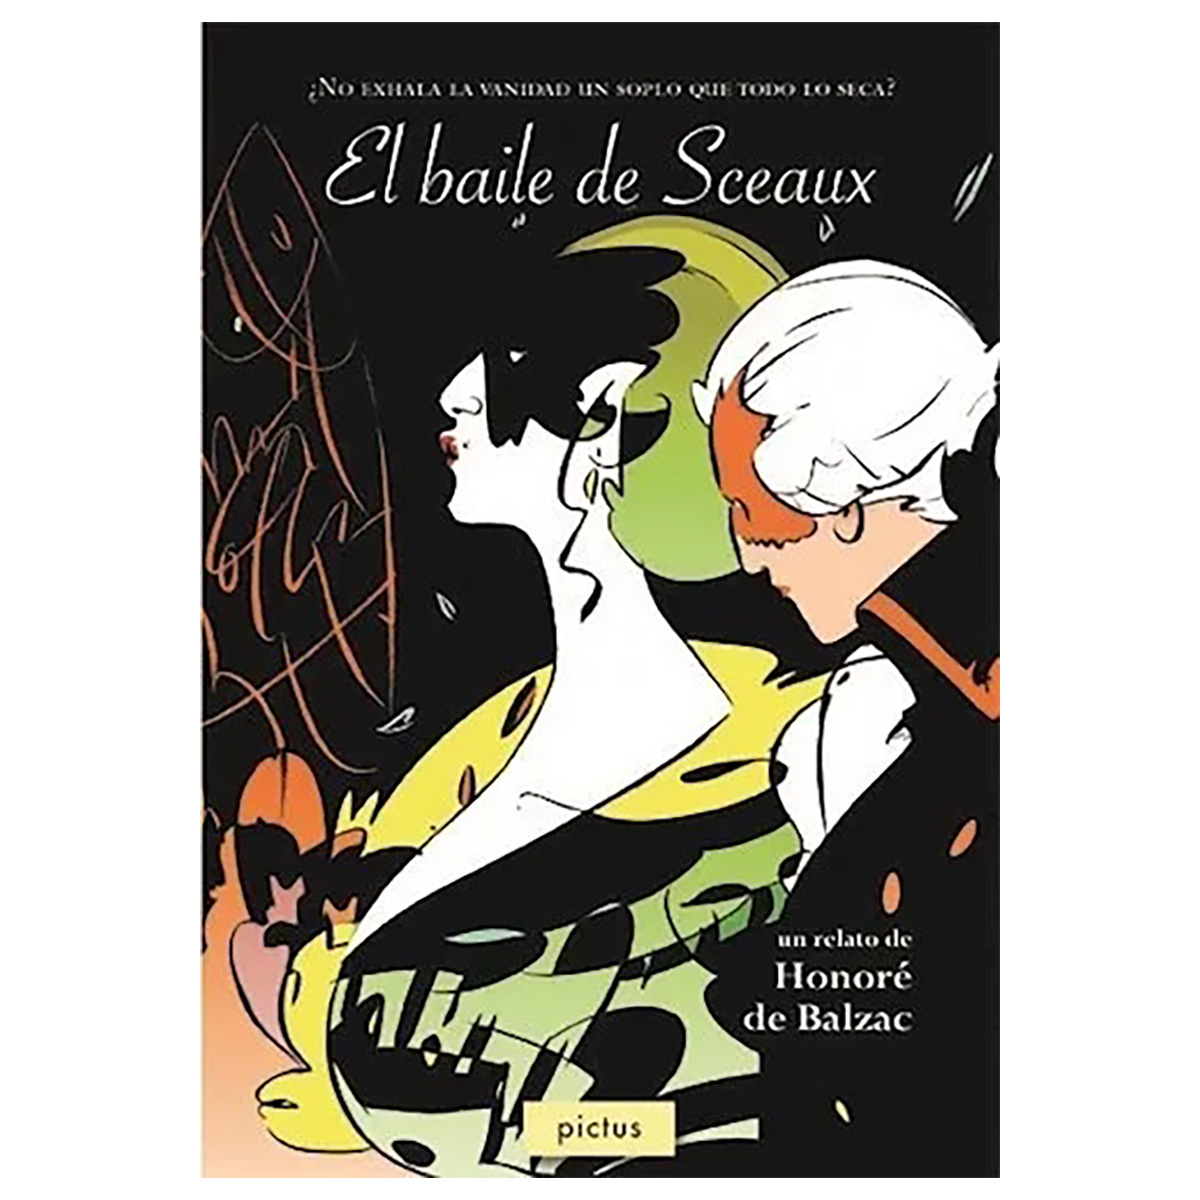 ¿No exhala la vanidad un soplo que todo lo seca?
El baile de Sceaux
un relato de
Honoré
de Balzac
pictus